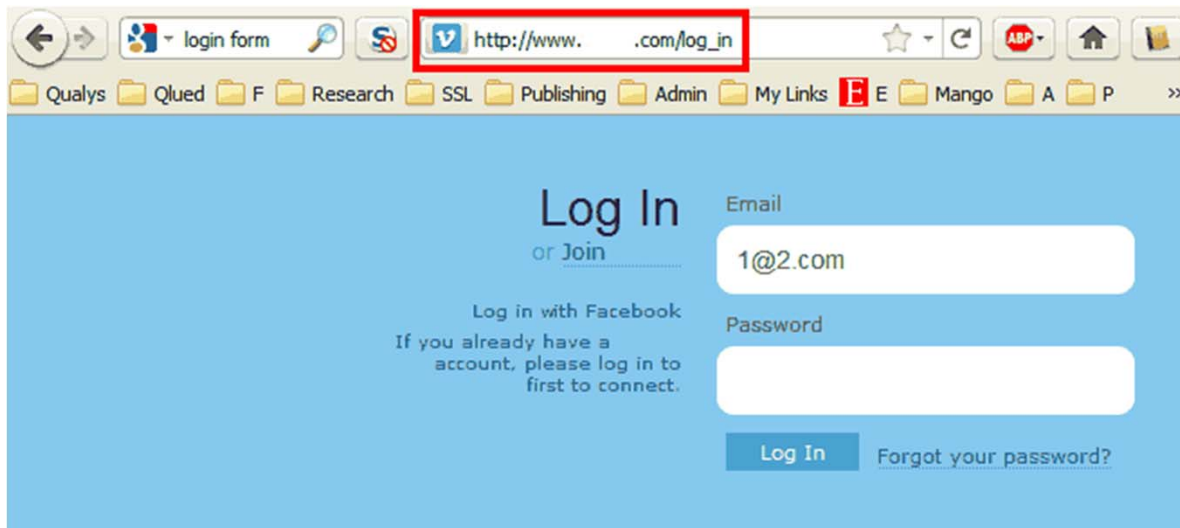 login form
http://www. .com/log_in
ABP
Qualys Qlued F Research SSL Publishing Admin My Links E E Mango A P »
Log In
or Join
Log in with Facebook
If you already have a
account, please log in to
first to connect.
Email
1@2.com
Password
Log In Forgot your password?